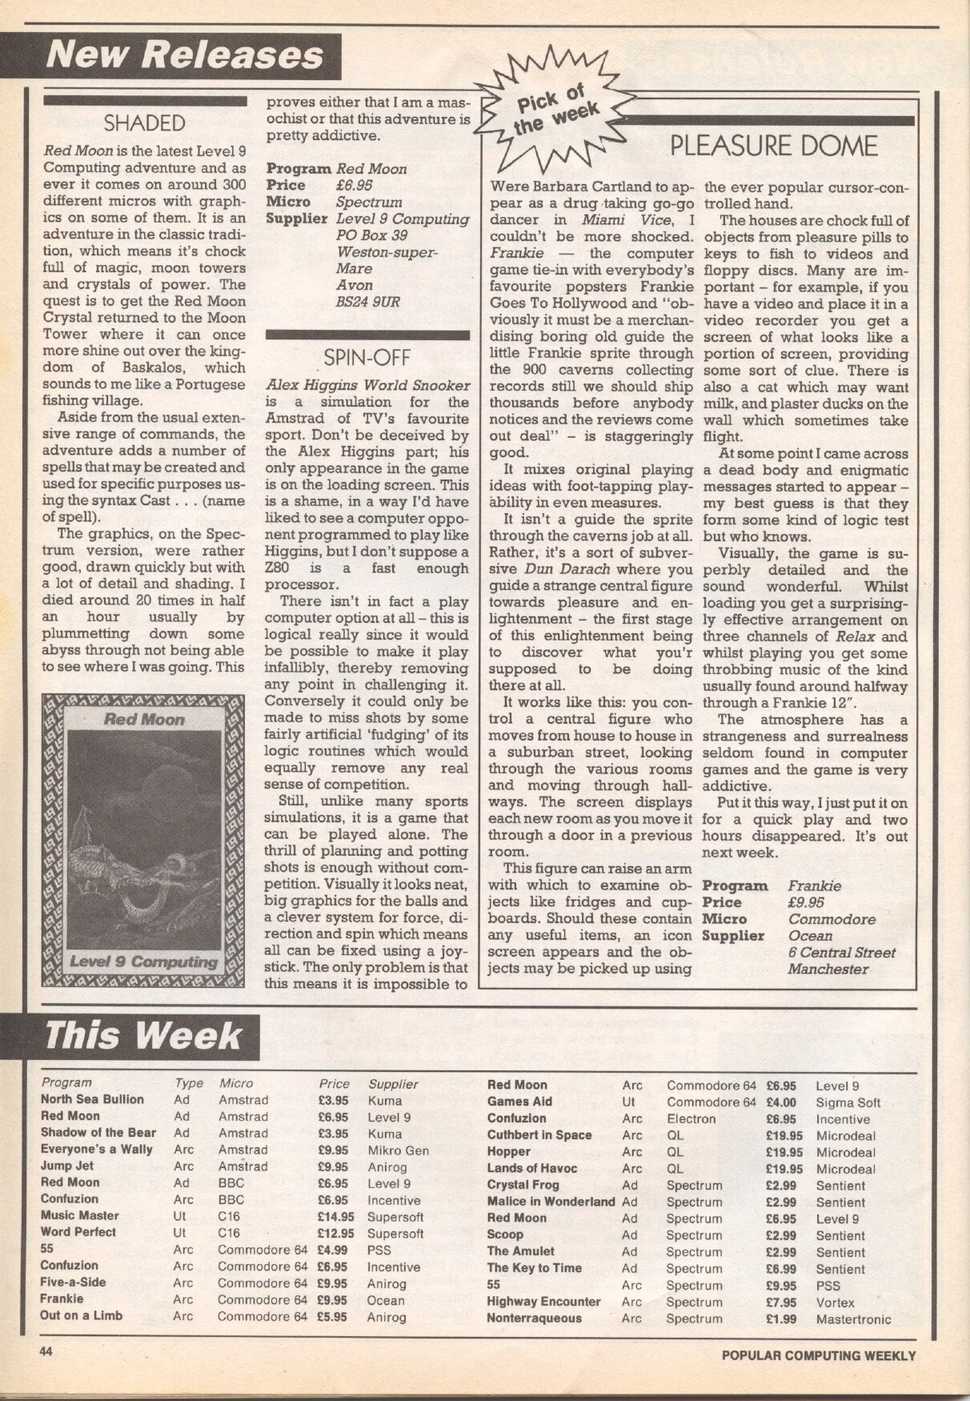 New Releases
SHADED
Red Moon is the latest Level 9
Computing adventure and as
ever it comes on around 300
different micros with graph-
ics on some of them. It is an
adventure in the classic tradi-
tion, which means it's chock
full of magic, moon towers
and crystals of power. The
quest is to get the Red Moon
Crystal returned to the Moon
Tower where it can once
more shine out over the king-
dom of Baskalos, which
sounds to me like a Portugese
fishing village.
Aside from the usual exten-
sive range of commands, the
adventure adds a number of
spells that may be created and
used for specific purposes us-
ing the syntax Cast . . . (name
of spell).
The graphics, on the Spec-
trum version, were rather
good, drawn quickly but with
a lot of detail and shading. I
died around 20 times in half
an hour usually by
plummetting down some
abyss through not being able
to see where I was going. This
Red Moon
Level 9 Computing
proves either that I am a mas-
ochist or that this adventure is
pretty addictive.
Program Red Moon
Price £6.95
Micro Spectrum
Supplier Level 9 Computing
PO Box 39
Weston-super-
Mare
Avon
BS24 9UR
SPIN-OFF
Alex Higgins World Snooker
is a simulation for the
Amstrad of TV's favourite
sport. Don't be deceived by
the Alex Higgins part; his
only appearance in the game
is on the loading screen. This
is a shame, in a way I'd have
liked to see a computer oppo-
nent programmed to play like
Higgins, but I don't suppose a
Z80 is a fast enough
processor.
There isn't in fact a play
computer option at all – this is
logical really since it would
be possible to make it play
infallibly, thereby removing
any point in challenging it.
Conversely it could only be
made to miss shots by some
fairly artificial 'fudging' of its
logic routines which would
equally remove any real
sense of competition.
Still, unlike many sports
simulations, it is a game that
can be played alone. The
thrill of planning and potting
shots is enough without com-
petition. Visually it looks neat,
big graphics for the balls and
a clever system for force, di-
rection and spin which means
all can be fixed using a joy-
stick. The only problem is that
this means it is impossible to
Pick of
the week
PLEASURE DOME
Were Barbara Cartland to ap-
pear as a drug taking go-go
dancer in Miami Vice, I
couldn't be more shocked.
Frankie — the computer
game tie-in with everybody's
favourite popsters Frankie
Goes To Hollywood and "ob-
viously it must be a merchan-
dising boring old guide the
little Frankie sprite through
the 900 caverns collecting
records still we should ship
thousands before anybody
notices and the reviews come
out deal" – is staggeringly
good.
It mixes original playing
ideas with foot-tapping play-
ability in even measures.
It isn't a guide the sprite
through the caverns job at all.
Rather, it's a sort of subver-
sive Dun Darach where you
guide a strange central figure
towards pleasure and en-
lightenment – the first stage
of this enlightenment being
to discover what you'r
supposed to be doing
there at all.
It works like this: you con-
trol a central figure who
moves from house to house in
a suburban street, looking
through the various rooms
and moving through hall-
ways. The screen displays
each new room as you move it
through a door in a previous
room.
This figure can raise an arm
with which to examine ob-
jects like fridges and cup-
boards. Should these contain
any useful items, an icon
screen appears and the ob-
jects may be picked up using
the ever popular cursor-con-
trolled hand.
The houses are chock full of
objects from pleasure pills to
keys to fish to videos and
floppy discs. Many are im-
portant – for example, if you
have a video and place it in a
video recorder you get a
screen of what looks like a
portion of screen, providing
some sort of clue. There is
also a cat which may want
milk, and plaster ducks on the
wall which sometimes take
flight.
At some point I came across
a dead body and enigmatic
messages started to appear –
my best guess is that they
form some kind of logic test
but who knows.
Visually, the game is su-
perbly detailed and the
sound wonderful. Whilst
loading you get a surprising-
ly effective arrangement on
three channels of Relax and
whilst playing you get some
throbbing music of the kind
usually found around halfway
through a Frankie 12".
The atmosphere has a
strangeness and surrealness
seldom found in computer
games and the game is very
addictive.
Put it this way, I just put it on
for a quick play and two
hours disappeared. It's out
next week.
Program Frankie
Price £9.95
Micro Commodore
Supplier Ocean
6 Central Street
Manchester
This Week
Program Type Micro Price Supplier
North Sea Bullion Ad Amstrad £3.95 Kuma
Red Moon Ad Amstrad £6.95 Level 9
Shadow of the Bear Ad Amstrad £3.95 Kuma
Everyone's a Wally Arc Amstrad £9.95 Mikro Gen
Jump Jet Arc Amstrad £9.95 Anirog
Red Moon Ad BBC £6.95 Level 9
Confuzion Arc BBC £6.95 Incentive
Music Master Ut C16 £14.95 Supersoft
Word Perfect Ut C16 £12.95 Supersoft
55 Arc Commodore 64 £4.99 PSS
Confuzion Arc Commodore 64 £6.95 Incentive
Five-a-Side Arc Commodore 64 £9.95 Anirog
Frankie Arc Commodore 64 £9.95 Ocean
Out on a Limb Arc Commodore 64 £5.95 Anirog
Red Moon Arc Commodore 64 £6.95 Level 9
Games Aid Ut Commodore 64 £4.00 Sigma Soft
Confuzion Arc Electron £6.95 Incentive
Cuthbert in Space Arc QL £19.95 Microdeal
Hopper Arc QL £19.95 Microdeal
Lands of Havoc Arc QL £19.95 Microdeal
Crystal Frog Ad Spectrum £2.99 Sentient
Malice in Wonderland Ad Spectrum £2.99 Sentient
Red Moon Ad Spectrum £6.95 Level 9
Scoop Ad Spectrum £2.99 Sentient
The Amulet Ad Spectrum £2.99 Sentient
The Key to Time Ad Spectrum £6.99 Sentient
55 Arc Spectrum £9.95 PSS
Highway Encounter Arc Spectrum £7.95 Vortex
Nonterraqueous Arc Spectrum £1.99 Mastertronic
44
POPULAR COMPUTING WEEKLY